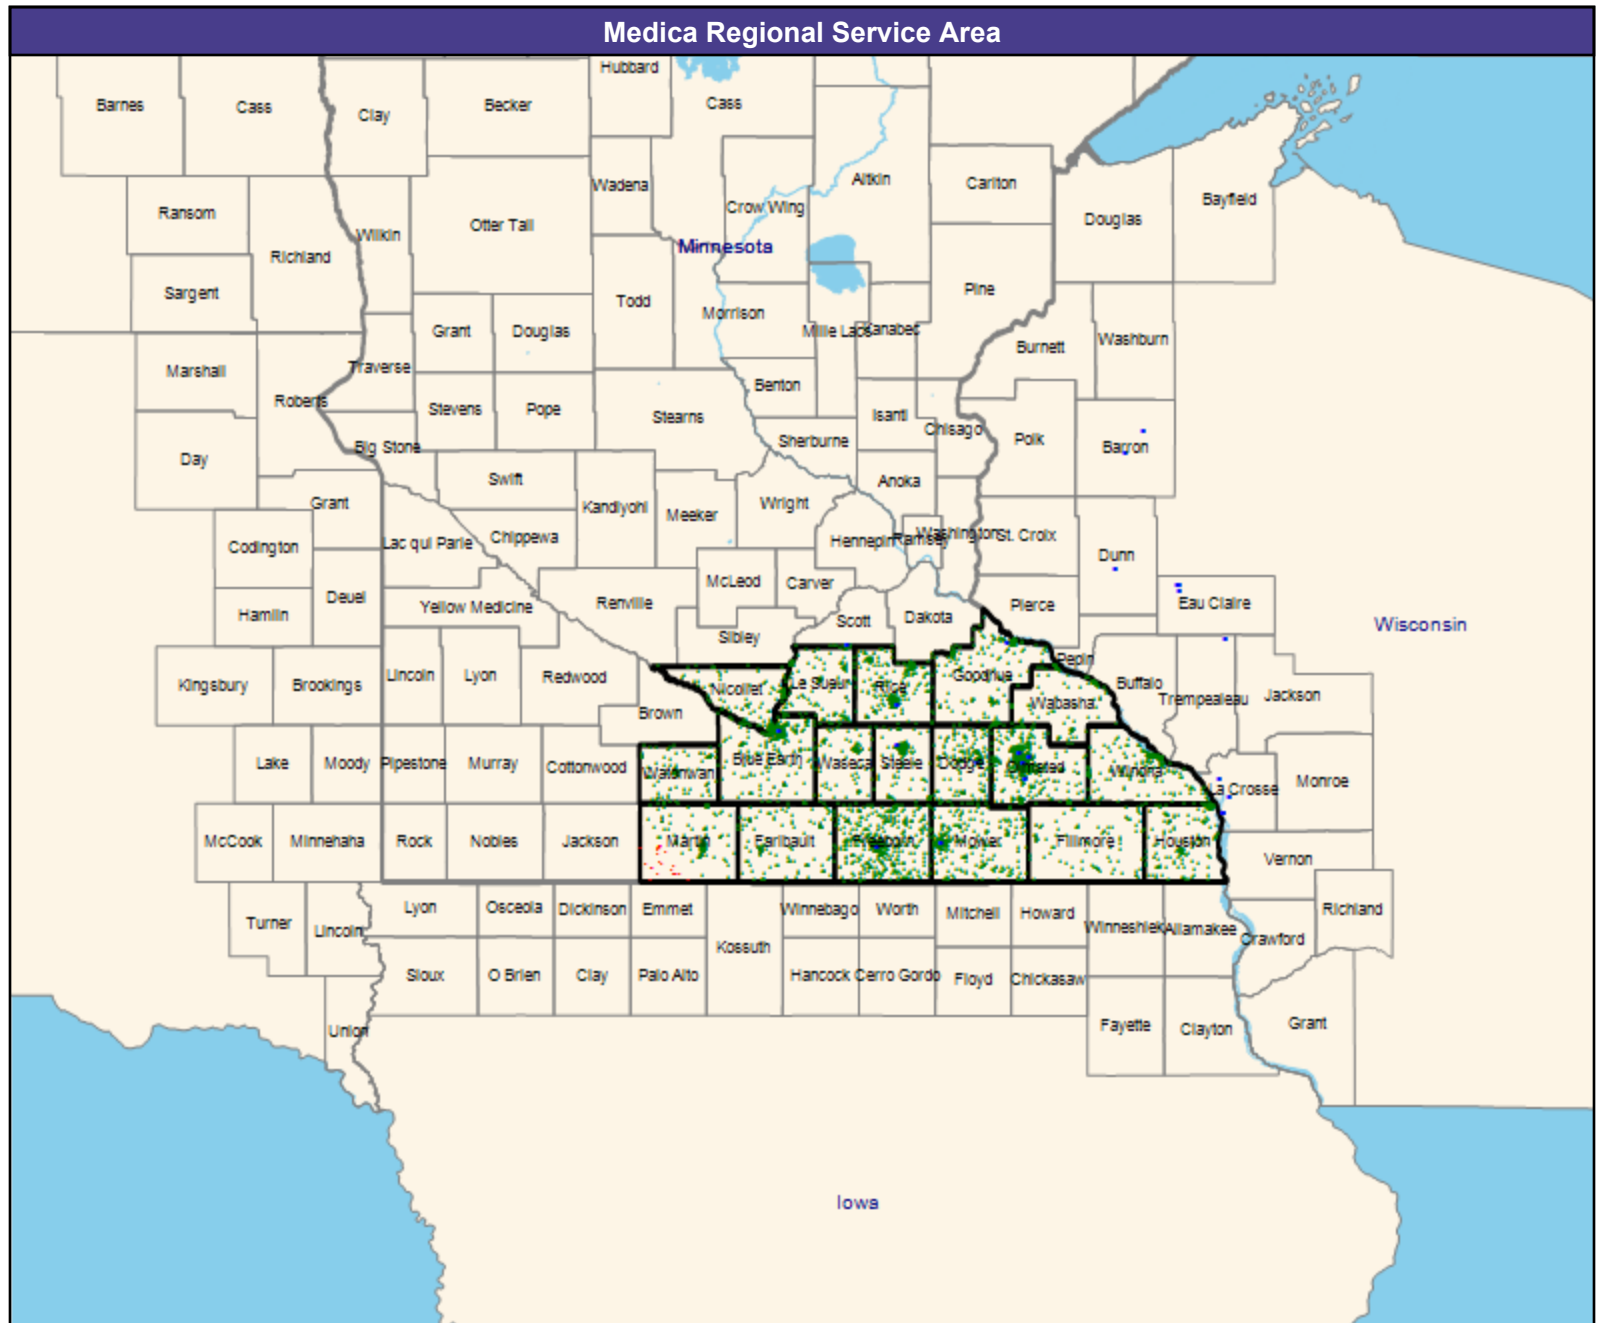 Medica Regional Service Area
Hubbard
Barnes
Cass
Clay
Becker
Cass
Wadena
Crow Wing
Aitkin
Carlton
Douglas
Bayfield
Ransom
Richland
Wilkin
Otter Tail
Minnesota
Sargent
Todd
Morrison
Pine
Grant
Douglas
Mille Lacs
Kanabec
Burnett
Washburn
Marshall
Traverse
Roberts
Stevens
Pope
Stearns
Benton
Isanti
Chisago
Polk
Barron
Day
Big Stone
Sherburne
Swift
Anoka
Grant
Kandiyohi
Meeker
Wright
Codington
Lac qui Parle
Chippewa
Hennepin
Ramsey
Washington
St. Croix
Dunn
Hamlin
Deuel
Yellow Medicine
Renville
McLeod
Carver
Scott
Dakota
Pierce
Eau Claire
Sibley
Wisconsin
Kingsbury
Brookings
Lincoln
Lyon
Redwood
Nicollet
Le Sueur
Rice
Goodhue
Pepin
Buffalo
Trempealeau
Jackson
Brown
Wabasha
Lake
Moody
Pipestone
Murray
Cottonwood
Watonwan
Blue Earth
Waseca
Steele
Dodge
Olmsted
Winona
La Crosse
Monroe
McCook
Minnehaha
Rock
Nobles
Jackson
Martin
Faribault
Freeborn
Mower
Fillmore
Houston
Vernon
Turner
Lincoln
Lyon
Osceola
Dickinson
Emmet
Kossuth
Winnebago
Worth
Mitchell
Howard
Winneshiek
Allamakee
Crawford
Richland
Sioux
O Brien
Clay
Palo Alto
Hancock
Cerro Gordo
Floyd
Chickasaw
Union
Fayette
Clayton
Grant
Iowa